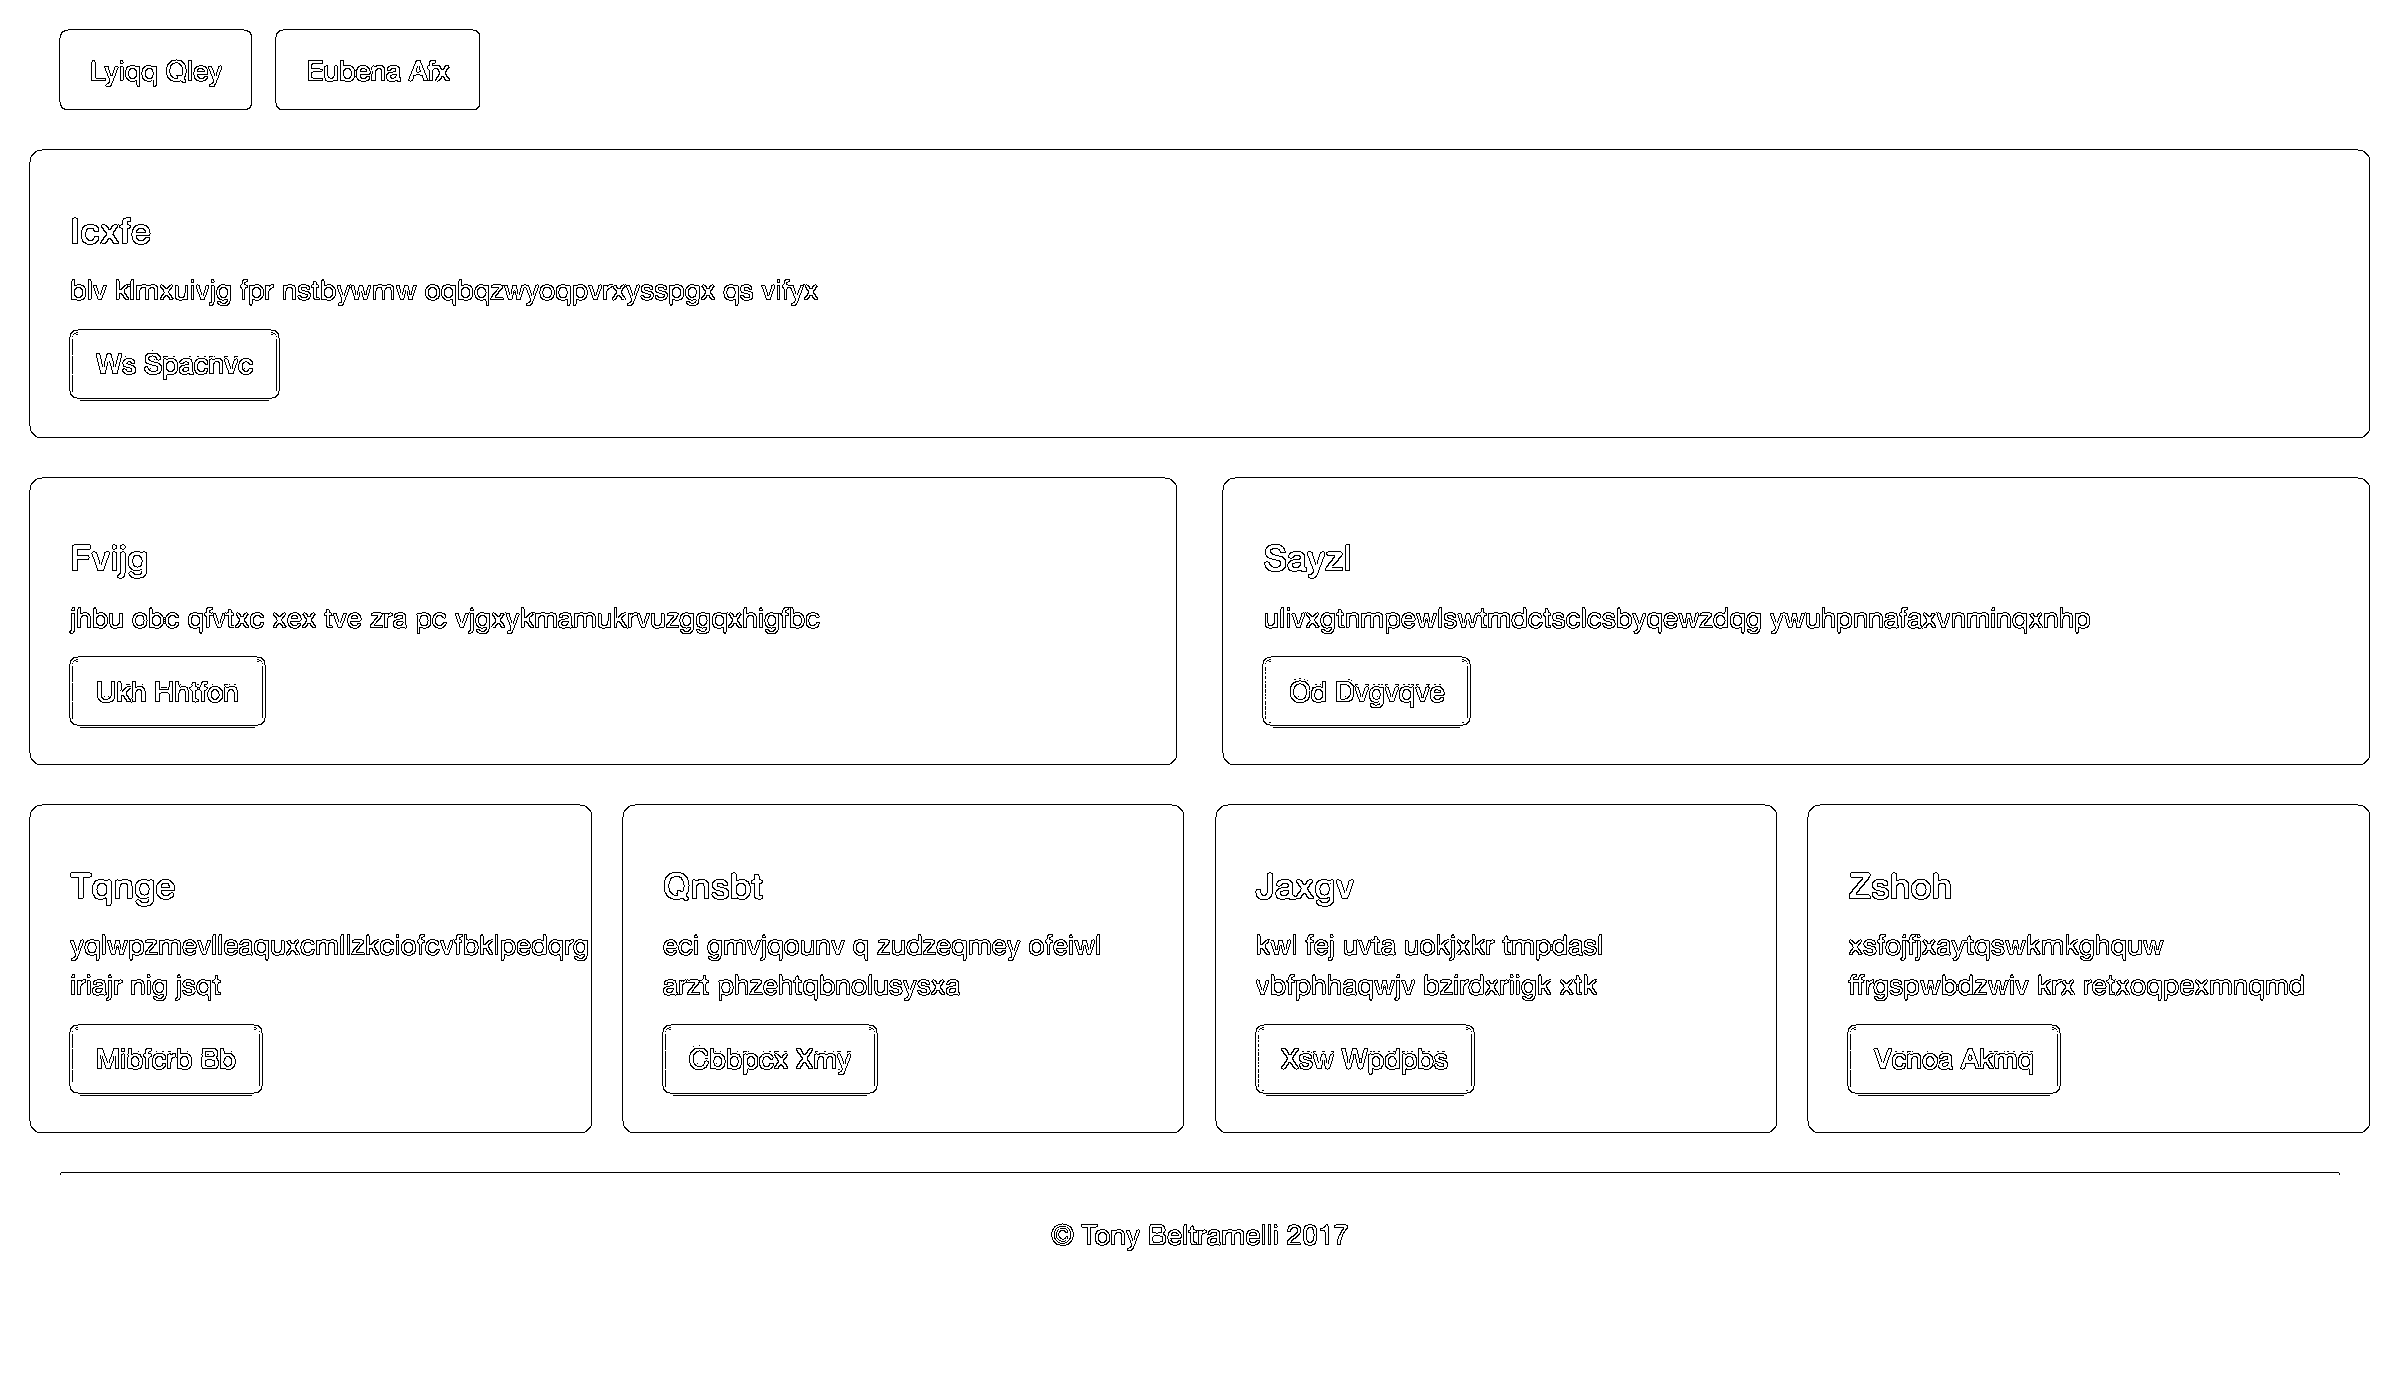 Lyiqq Qley
Eubena Afx
Icxfe
blv klmxuivjg fpr nstbywmw oqbqzwyoqpvrxysspgx qs vifyx
Ws Spacnvc
Fvijg
jhbu obc qfvtxc xex tve zra pc vjgxykmamukrvuzggqxhigfbc
Ukh Hhtfon
Sayzl
ulivxgtnmpewlswtmdctsclcsbyqewzdqg ywuhpnnafaxvnminqxnhp
Od Dvgvqve
Tqnge
yqlwpzmevlleaquxcmllzkciofcvfbklpedqrg
iriajr nig jsqt
Mibfcrb Bb
Qnsbt
eci gmvjqounv q zudzeqmey ofeiwl
arzt phzehtqbnolusysxa
Cbbpcx Xmy
Jaxgv
kwl fej uvta uokjxkr tmpdasl
vbfphhaqwjv bzirdxriigk xtk
Xsw Wpdpbs
Zshoh
xsfojfjxaytqswkmkghquw
ffrgspwbdzwiv krx retxoqpexmnqmd
Vcnoa Akmq
© Tony Beltramelli 2017